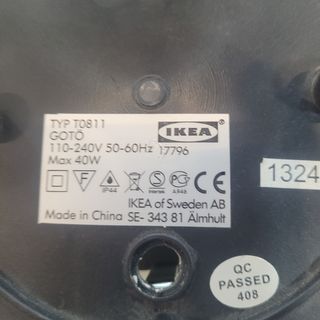 TYP T0811
GOTÖ
110-240V 50-60Hz 17796
Max 40W
IKEA
F
IP44
S
A948
IKEA of Sweden AB
Made in China SE- 343 81 Älmhult
1324
QC
PASSED
408